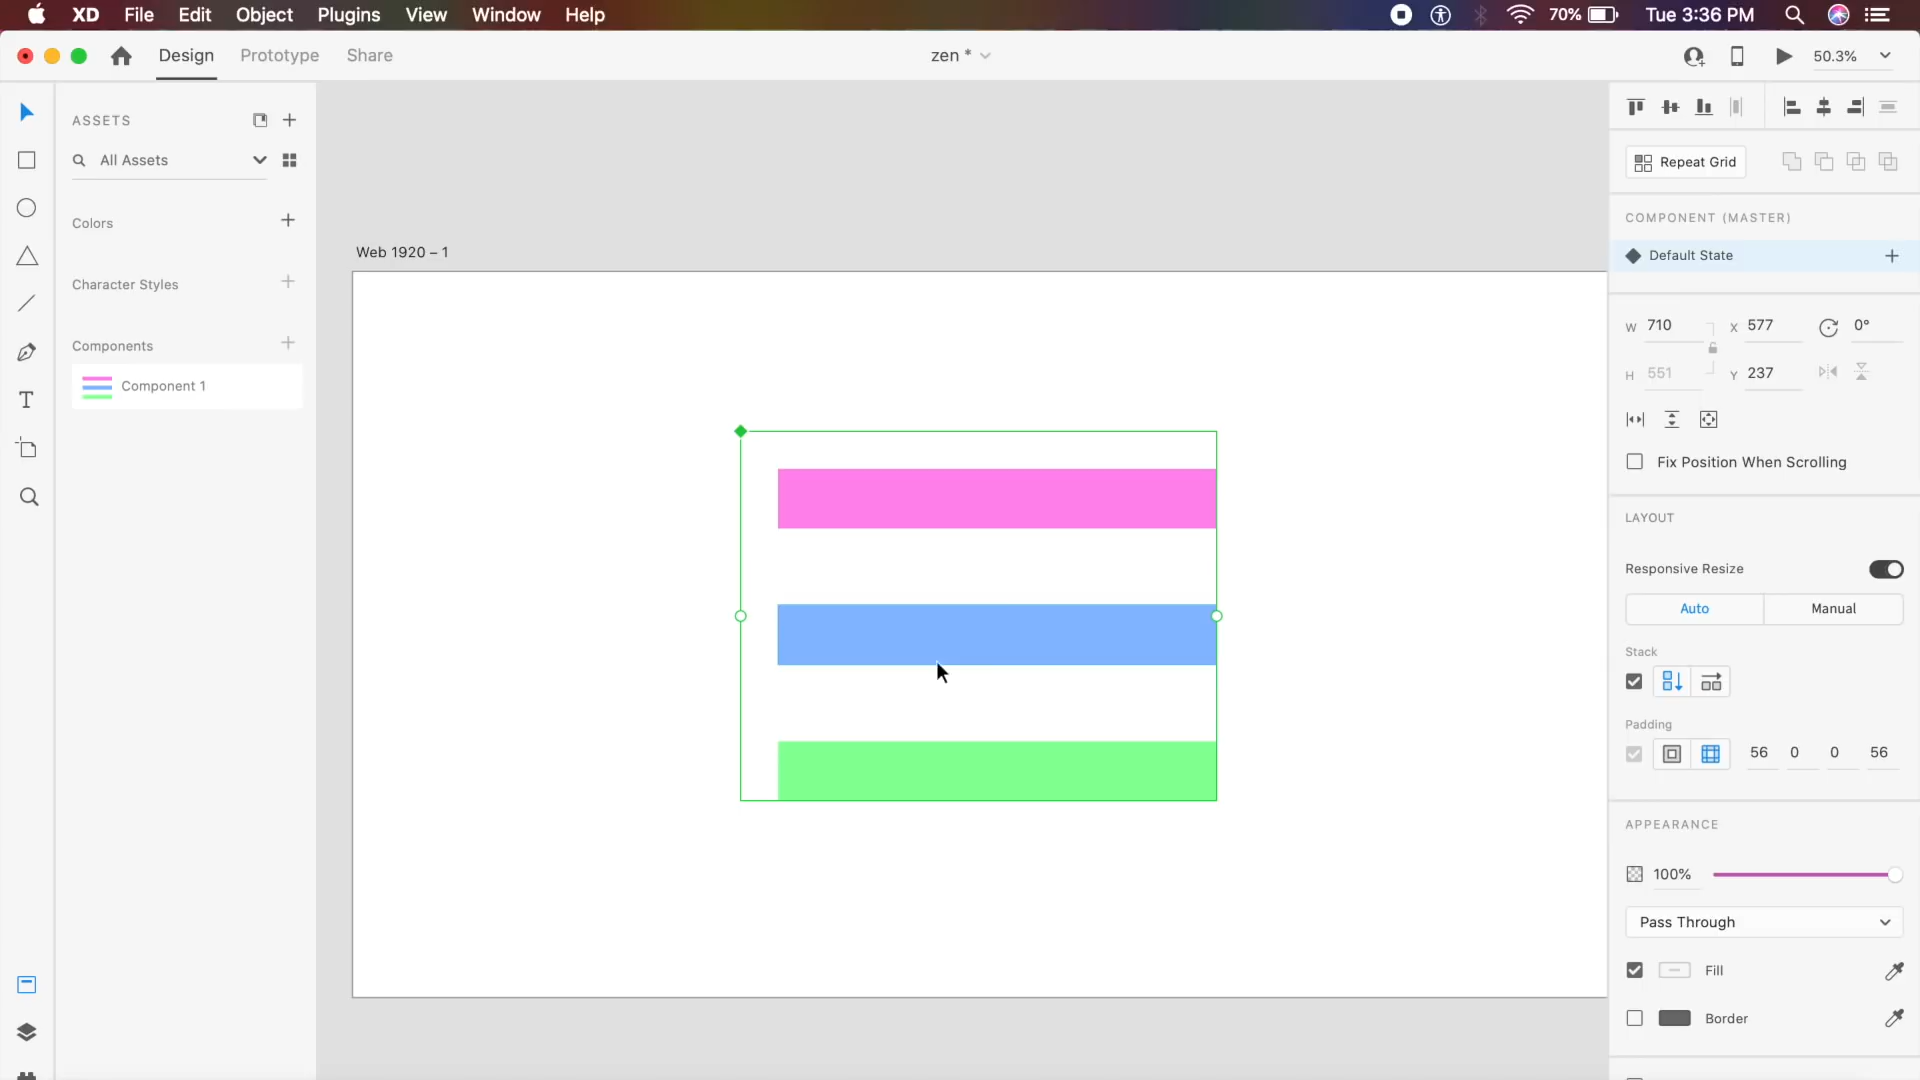 XD File Edit Object Plugins View Window Help 70% Tue 3:36 PM
Design Prototype Share zen * 50.3%
ASSETS
All Assets
Colors
Character Styles
Components
Component 1
Web 1920 – 1
Repeat Grid
COMPONENT (MASTER)
Default State
W 710 X 577 0°
H 551 Y 237
Fix Position When Scrolling
LAYOUT
Responsive Resize
Auto Manual
Stack
Padding
56 0 0 56
APPEARANCE
100%
Pass Through
Fill
Border